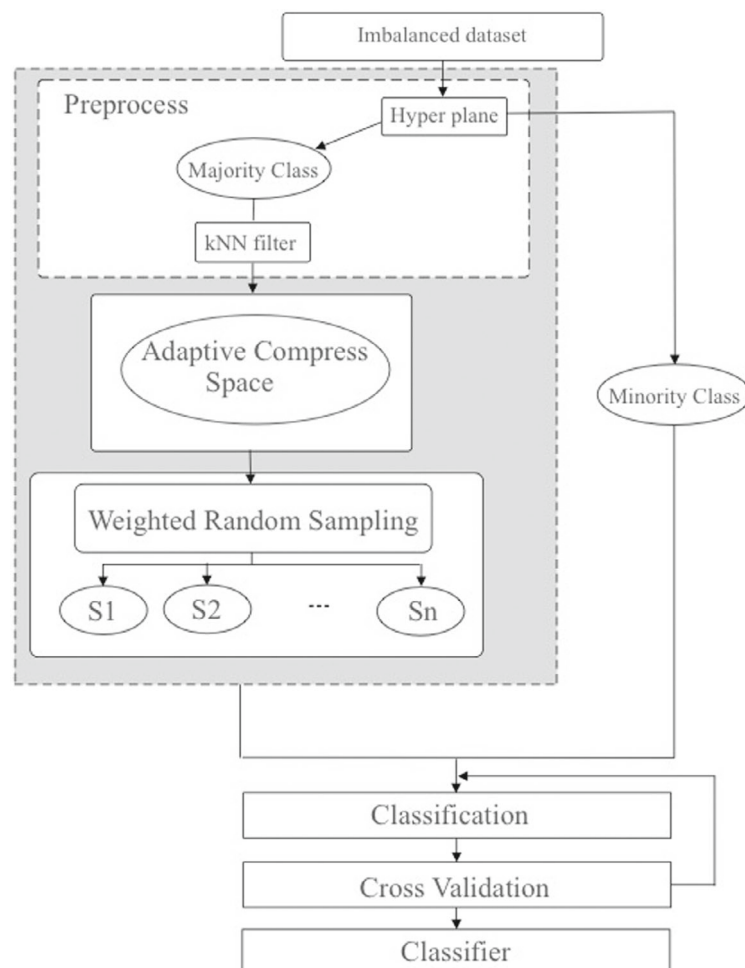 Imbalanced dataset
Preprocess
Hyper plane
Majority Class
kNN filter
Adaptive Compress
Space
Minority Class
Weighted Random Sampling
S1
S2
...
Sn
Classification
Cross Validation
Classifier